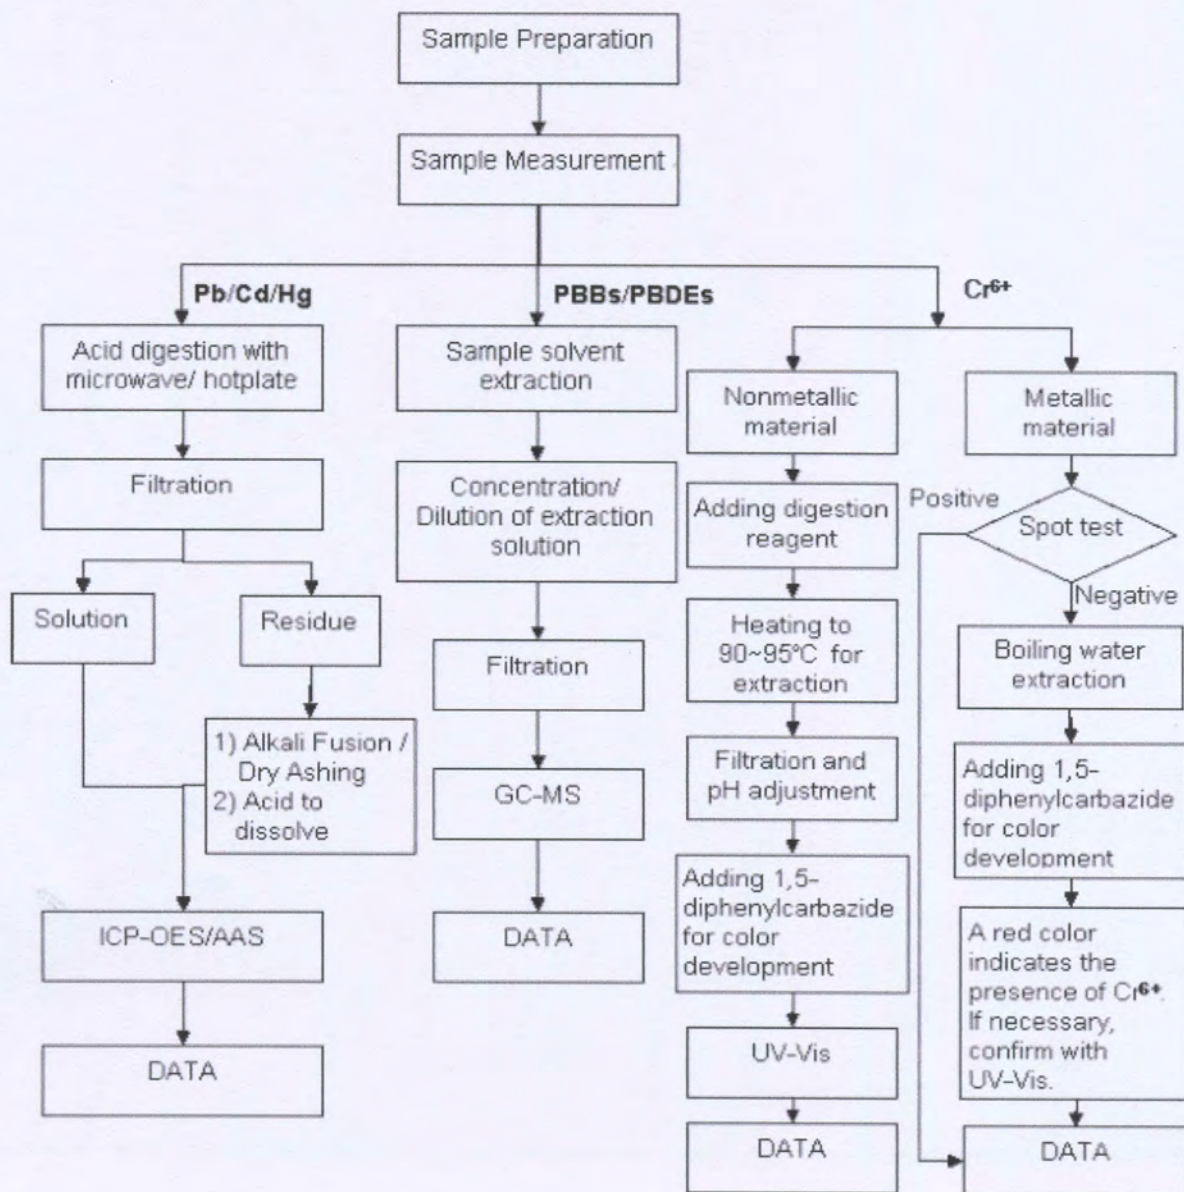 Sample Preparation
Sample Measurement
Pb/Cd/Hg
Acid digestion with
microwave/ hotplate
Filtration
Solution
Residue
1) Alkali Fusion /
Dry Ashing
2) Acid to
dissolve
ICP-OES/AAS
DATA
PBBs/PBDEs
Sample solvent
extraction
Concentration/
Dilution of extraction
solution
Filtration
GC-MS
DATA
Cr⁶⁺
Nonmetallic
material
Adding digestion
reagent
Heating to
90~95°C for
extraction
Filtration and
pH adjustment
Adding 1,5-
diphenylcarbazide
for color
development
UV-Vis
DATA
Metallic
material
Spot test
Positive
Negative
Boiling water
extraction
Adding 1,5-
diphenylcarbazide
for color
development
A red color
indicates the
presence of Cr⁶⁺.
If necessary,
confirm with
UV-Vis.
DATA